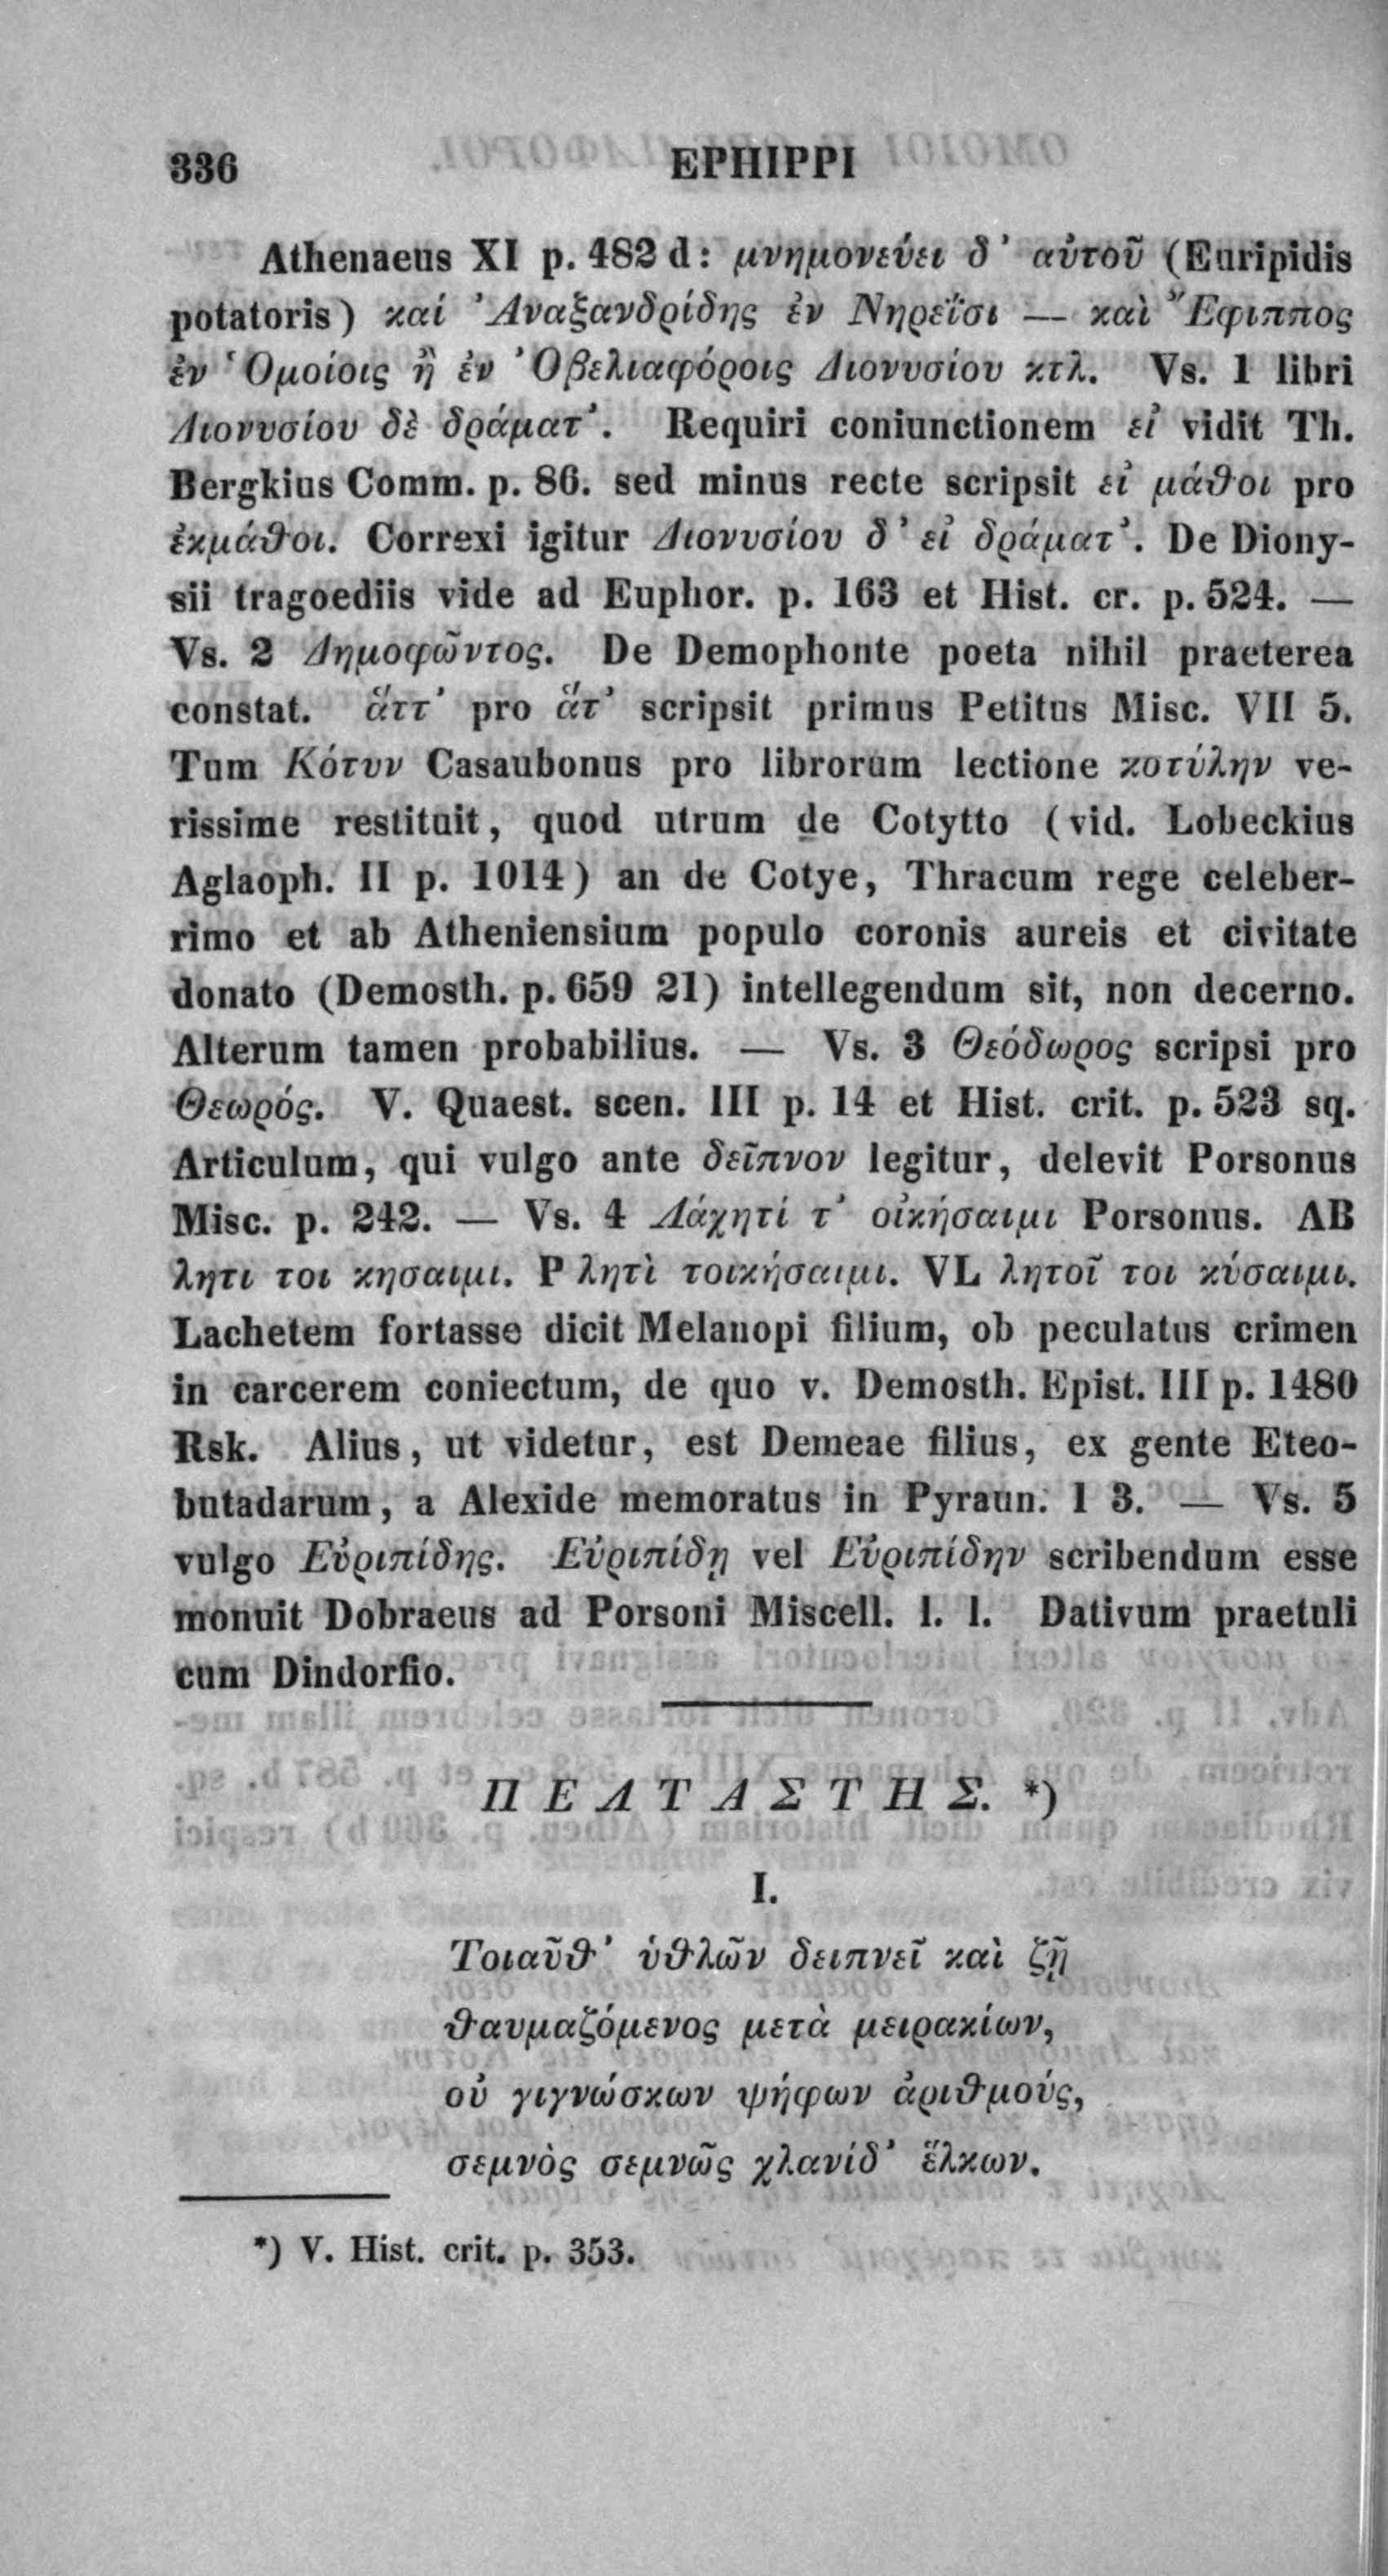 336 EPHIPPI
Athenaeus XI p. 482 d: μνημονεύει δ' αὐτοῦ (Euripidis
potatoris) καί Ἀναξανδρίδης ἐν Νηρεΐσι — καὶ Ἔφιππος
ἐν Ὁμοίοις ἢ ἐν Ὀβελιαφόροις Διονυσίου κτλ. Vs. 1 libri
Διονυσίου δὲ δράματ'. Requiri coniunctionem εἰ vidit Th.
Bergkius Comm. p. 86. sed minus recte scripsit εἰ μάθοι pro
ἐκμάθοι. Correxi igitur Διονυσίου δ' εἰ δράματ'. De Diony-
sii tragoediis vide ad Euphor. p. 163 et Hist. cr. p. 524. —
Vs. 2 Δημοφῶντος. De Demophonte poeta nihil praeterea
constat. ἅττ' pro ἅτ' scripsit primus Petitus Misc. VII 5.
Tum Κότυν Casaubonus pro librorum lectione κοτύλην ve-
rissime restituit, quod utrum de Cotytto (vid. Lobeckius
Aglaoph. II p. 1014) an de Cotye, Thracum rege celeber-
rimo et ab Atheniensium populo coronis aureis et civitate
donato (Demosth. p. 659 21) intellegendum sit, non decerno.
Alterum tamen probabilius. — Vs. 3 Θεόδωρος scripsi pro
Θεωρός. V. Quaest. scen. III p. 14 et Hist. crit. p. 523 sq.
Articulum, qui vulgo ante δεῖπνον legitur, delevit Porsonus
Misc. p. 242. — Vs. 4 Λάχητί τ' οἰκήσαιμι Porsonus. AB
λητι τοι κησαιμι. P λητὶ τοικήσαιμι. VL λητοῖ τοι κύσαιμι.
Lachetem fortasse dicit Melanopi filium, ob peculatus crimen
in carcerem coniectum, de quo v. Demosth. Epist. III p. 1480
Rsk. Alius, ut videtur, est Demeae filius, ex gente Eteo-
butadarum, a Alexide memoratus in Pyraun. 1 3. — Vs. 5
vulgo Εὐριπίδης. Εὐριπίδῃ vel Εὐριπίδην scribendum esse
monuit Dobraeus ad Porsoni Miscell. l. l. Dativum praetuli
cum Dindorfio.
ΠΕΛΤΑΣΤΗΣ. *)
I.
Τοιαῦθ' ὑθλῶν δειπνεῖ καὶ ζῇ
θαυμαζόμενος μετὰ μειρακίων,
οὐ γιγνώσκων ψήφων ἀριθμούς,
σεμνὸς σεμνῶς χλανίδ' ἕλκων.
*) V. Hist. crit. p. 353.